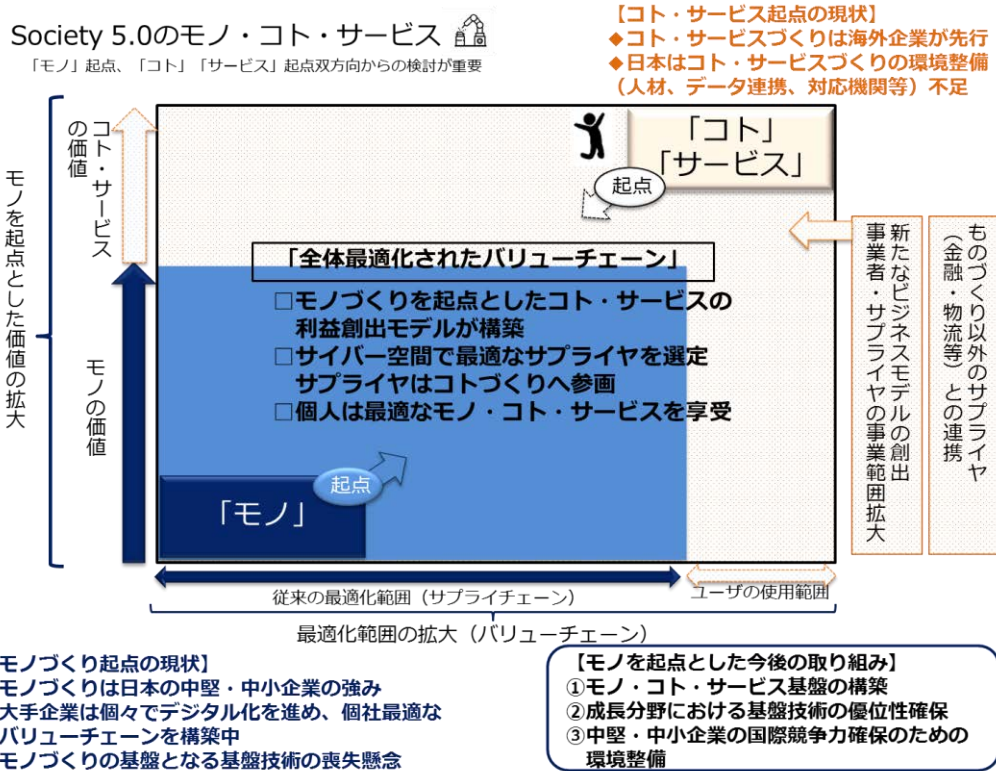 Society 5.0のモノ・コト・サービス
「モノ」起点、「コト」「サービス」起点双方向からの検討が重要
【コト・サービス起点の現状】
◆コト・サービスづくりは海外企業が先行
◆日本はコト・サービスづくりの環境整備
（人材、データ連携、対応機関等）不足
モノを起点とした価値の拡大
コト・サービス
の価値
モノの価値
「コト」
「サービス」
起点
「全体最適化されたバリューチェーン」
□モノづくりを起点としたコト・サービスの
利益創出モデルが構築
□サイバー空間で最適なサプライヤを選定
サプライヤはコトづくりへ参画
□個人は最適なモノ・コト・サービスを享受
起点
「モノ」
新たなビジネスモデルの創出
事業者・サプライヤの事業範囲拡大
ものづくり以外のサプライヤ
（金融・物流等）との連携
従来の最適化範囲（サプライチェーン）
ユーザの使用範囲
最適化範囲の拡大（バリューチェーン）
モノづくり起点の現状】
モノづくりは日本の中堅・中小企業の強み
大手企業は個々でデジタル化を進め、個社最適な
バリューチェーンを構築中
モノづくりの基盤となる基盤技術の喪失懸念
【モノを起点とした今後の取り組み】
①モノ・コト・サービス基盤の構築
②成長分野における基盤技術の優位性確保
③中堅・中小企業の国際競争力確保のための
環境整備